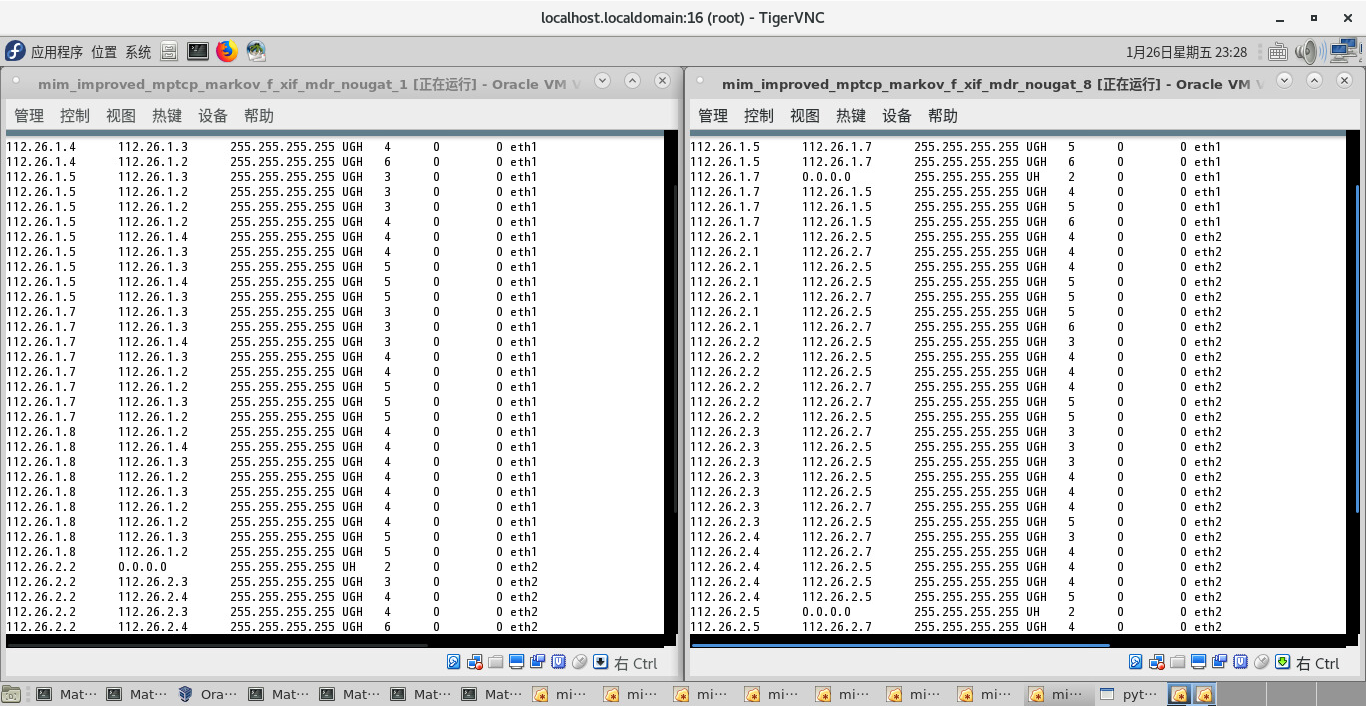 localhost.localdomain:16 (root) - TigerVNC
应用程序 位置 系统
1月26日星期五 23:28
mim_improved_mptcp_markov_f_xif_mdr_nougat_1 [正在运行] - Oracle VM V
管理 控制 视图 热键 设备 帮助
112.26.1.4 112.26.1.3 255.255.255.255 UGH 4 0 0 eth1
112.26.1.4 112.26.1.2 255.255.255.255 UGH 6 0 0 eth1
112.26.1.5 112.26.1.3 255.255.255.255 UGH 3 0 0 eth1
112.26.1.5 112.26.1.2 255.255.255.255 UGH 3 0 0 eth1
112.26.1.5 112.26.1.2 255.255.255.255 UGH 3 0 0 eth1
112.26.1.5 112.26.1.2 255.255.255.255 UGH 4 0 0 eth1
112.26.1.5 112.26.1.4 255.255.255.255 UGH 4 0 0 eth1
112.26.1.5 112.26.1.3 255.255.255.255 UGH 4 0 0 eth1
112.26.1.5 112.26.1.3 255.255.255.255 UGH 5 0 0 eth1
112.26.1.5 112.26.1.4 255.255.255.255 UGH 5 0 0 eth1
112.26.1.5 112.26.1.3 255.255.255.255 UGH 5 0 0 eth1
112.26.1.7 112.26.1.3 255.255.255.255 UGH 3 0 0 eth1
112.26.1.7 112.26.1.3 255.255.255.255 UGH 3 0 0 eth1
112.26.1.7 112.26.1.4 255.255.255.255 UGH 3 0 0 eth1
112.26.1.7 112.26.1.3 255.255.255.255 UGH 4 0 0 eth1
112.26.1.7 112.26.1.2 255.255.255.255 UGH 4 0 0 eth1
112.26.1.7 112.26.1.2 255.255.255.255 UGH 5 0 0 eth1
112.26.1.7 112.26.1.3 255.255.255.255 UGH 5 0 0 eth1
112.26.1.7 112.26.1.2 255.255.255.255 UGH 5 0 0 eth1
112.26.1.8 112.26.1.2 255.255.255.255 UGH 4 0 0 eth1
112.26.1.8 112.26.1.4 255.255.255.255 UGH 4 0 0 eth1
112.26.1.8 112.26.1.3 255.255.255.255 UGH 4 0 0 eth1
112.26.1.8 112.26.1.2 255.255.255.255 UGH 4 0 0 eth1
112.26.1.8 112.26.1.3 255.255.255.255 UGH 4 0 0 eth1
112.26.1.8 112.26.1.2 255.255.255.255 UGH 4 0 0 eth1
112.26.1.8 112.26.1.2 255.255.255.255 UGH 4 0 0 eth1
112.26.1.8 112.26.1.3 255.255.255.255 UGH 5 0 0 eth1
112.26.1.8 112.26.1.2 255.255.255.255 UGH 5 0 0 eth1
112.26.2.2 0.0.0.0 255.255.255.255 UH 2 0 0 eth2
112.26.2.2 112.26.2.3 255.255.255.255 UGH 3 0 0 eth2
112.26.2.2 112.26.2.4 255.255.255.255 UGH 4 0 0 eth2
112.26.2.2 112.26.2.3 255.255.255.255 UGH 4 0 0 eth2
112.26.2.2 112.26.2.4 255.255.255.255 UGH 6 0 0 eth2
右 Ctrl
mim_improved_mptcp_markov_f_xif_mdr_nougat_8 [正在运行] - Oracle VM V
管理 控制 视图 热键 设备 帮助
112.26.1.5 112.26.1.7 255.255.255.255 UGH 5 0 0 eth1
112.26.1.5 112.26.1.7 255.255.255.255 UGH 6 0 0 eth1
112.26.1.7 0.0.0.0 255.255.255.255 UH 2 0 0 eth1
112.26.1.7 112.26.1.5 255.255.255.255 UGH 4 0 0 eth1
112.26.1.7 112.26.1.5 255.255.255.255 UGH 5 0 0 eth1
112.26.1.7 112.26.1.5 255.255.255.255 UGH 6 0 0 eth1
112.26.2.1 112.26.2.5 255.255.255.255 UGH 4 0 0 eth2
112.26.2.1 112.26.2.7 255.255.255.255 UGH 4 0 0 eth2
112.26.2.1 112.26.2.5 255.255.255.255 UGH 4 0 0 eth2
112.26.2.1 112.26.2.5 255.255.255.255 UGH 5 0 0 eth2
112.26.2.1 112.26.2.7 255.255.255.255 UGH 5 0 0 eth2
112.26.2.1 112.26.2.5 255.255.255.255 UGH 5 0 0 eth2
112.26.2.1 112.26.2.7 255.255.255.255 UGH 6 0 0 eth2
112.26.2.2 112.26.2.5 255.255.255.255 UGH 3 0 0 eth2
112.26.2.2 112.26.2.7 255.255.255.255 UGH 4 0 0 eth2
112.26.2.2 112.26.2.5 255.255.255.255 UGH 4 0 0 eth2
112.26.2.2 112.26.2.7 255.255.255.255 UGH 4 0 0 eth2
112.26.2.2 112.26.2.7 255.255.255.255 UGH 5 0 0 eth2
112.26.2.2 112.26.2.5 255.255.255.255 UGH 5 0 0 eth2
112.26.2.3 112.26.2.7 255.255.255.255 UGH 3 0 0 eth2
112.26.2.3 112.26.2.5 255.255.255.255 UGH 3 0 0 eth2
112.26.2.3 112.26.2.5 255.255.255.255 UGH 3 0 0 eth2
112.26.2.3 112.26.2.5 255.255.255.255 UGH 4 0 0 eth2
112.26.2.3 112.26.2.5 255.255.255.255 UGH 4 0 0 eth2
112.26.2.3 112.26.2.7 255.255.255.255 UGH 4 0 0 eth2
112.26.2.3 112.26.2.5 255.255.255.255 UGH 5 0 0 eth2
112.26.2.4 112.26.2.7 255.255.255.255 UGH 3 0 0 eth2
112.26.2.4 112.26.2.7 255.255.255.255 UGH 4 0 0 eth2
112.26.2.4 112.26.2.5 255.255.255.255 UGH 4 0 0 eth2
112.26.2.4 112.26.2.5 255.255.255.255 UGH 4 0 0 eth2
112.26.2.4 112.26.2.5 255.255.255.255 UGH 5 0 0 eth2
112.26.2.5 0.0.0.0 255.255.255.255 UH 2 0 0 eth2
112.26.2.5 112.26.2.7 255.255.255.255 UGH 4 0 0 eth2
右 Ctrl
Mat… Mat… Ora… Mat… Mat… Mat… Mat… mi… mi… mi… mi… mi… mi… mi… mi… pyt…